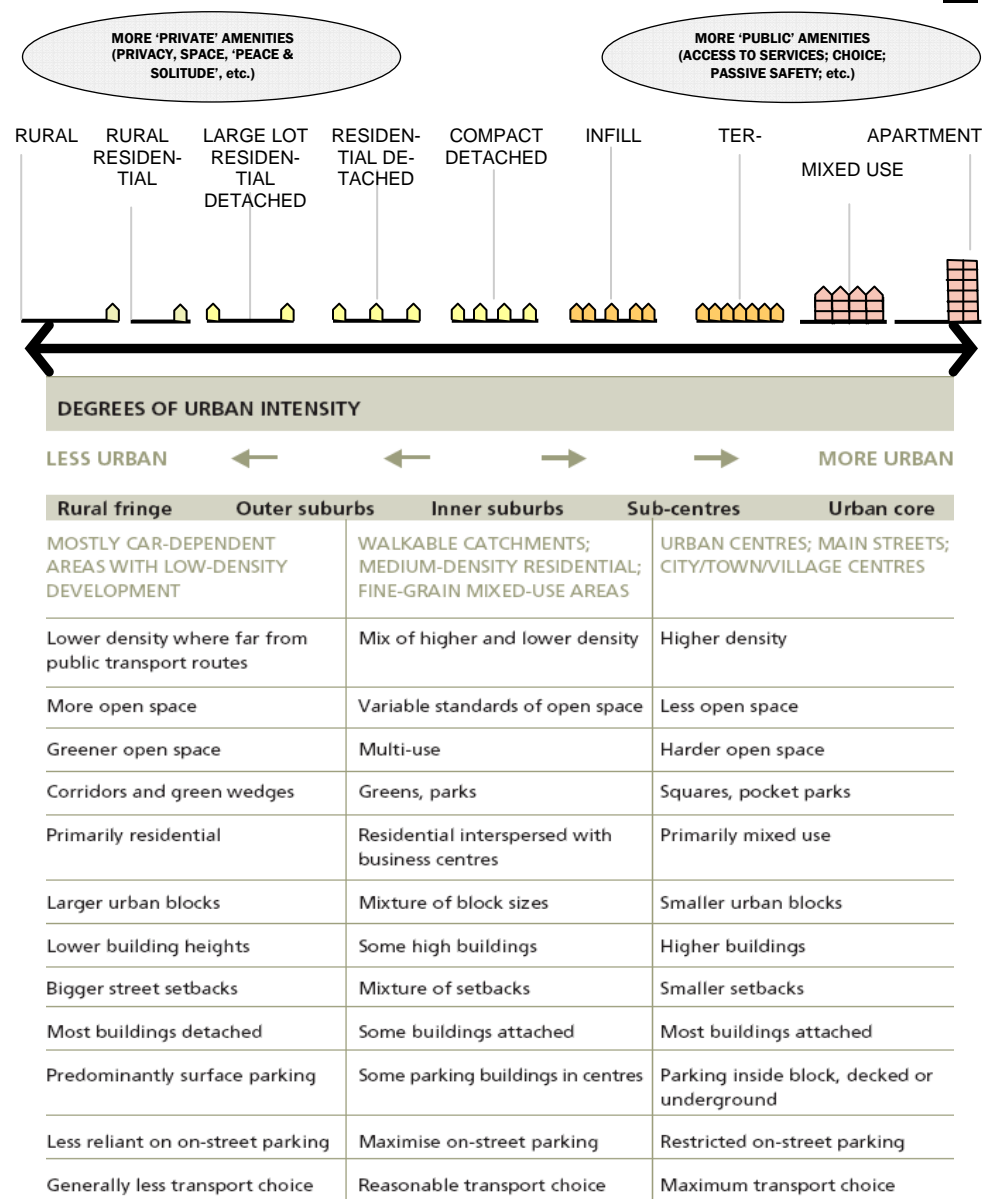 MORE ‘PRIVATE’ AMENITIES
(PRIVACY, SPACE, ‘PEACE &
SOLITUDE’, etc.)
MORE ‘PUBLIC’ AMENITIES
(ACCESS TO SERVICES; CHOICE;
PASSIVE SAFETY; etc.)
RURAL
RURAL
RESIDEN-
TIAL
LARGE LOT
RESIDEN-
TIAL
DETACHED
RESIDEN-
TIAL DE-
TACHED
COMPACT
DETACHED
INFILL
TER-
MIXED USE
APARTMENT
DEGREES OF URBAN INTENSITY
LESS URBAN
MORE URBAN
Rural fringe
Outer suburbs
Inner suburbs
Sub-centres
Urban core
MOSTLY CAR-DEPENDENT
AREAS WITH LOW-DENSITY
DEVELOPMENT
WALKABLE CATCHMENTS;
MEDIUM-DENSITY RESIDENTIAL;
FINE-GRAIN MIXED-USE AREAS
URBAN CENTRES; MAIN STREETS;
CITY/TOWN/VILLAGE CENTRES
Lower density where far from
public transport routes
Mix of higher and lower density
Higher density
More open space
Variable standards of open space
Less open space
Greener open space
Multi-use
Harder open space
Corridors and green wedges
Greens, parks
Squares, pocket parks
Primarily residential
Residential interspersed with
business centres
Primarily mixed use
Larger urban blocks
Mixture of block sizes
Smaller urban blocks
Lower building heights
Some high buildings
Higher buildings
Bigger street setbacks
Mixture of setbacks
Smaller setbacks
Most buildings detached
Some buildings attached
Most buildings attached
Predominantly surface parking
Some parking buildings in centres
Parking inside block, decked or
underground
Less reliant on on-street parking
Maximise on-street parking
Restricted on-street parking
Generally less transport choice
Reasonable transport choice
Maximum transport choice